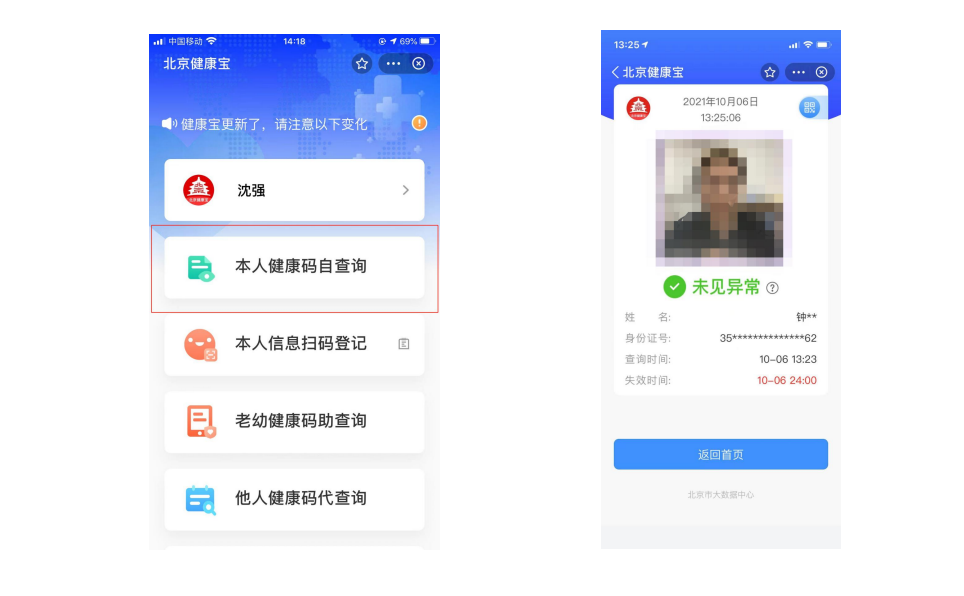 中国移动 14:18 69%
北京健康宝
健康宝更新了，请注意以下变化
沈强
本人健康码自查询
本人信息扫码登记
老幼健康码助查询
他人健康码代查询
13:25
北京健康宝
2021年10月06日
13:25:06
未见异常
姓 名: 钟**
身份证号: 35**************62
查询时间: 10-06 13:23
失效时间: 10-06 24:00
返回首页
北京市大数据中心